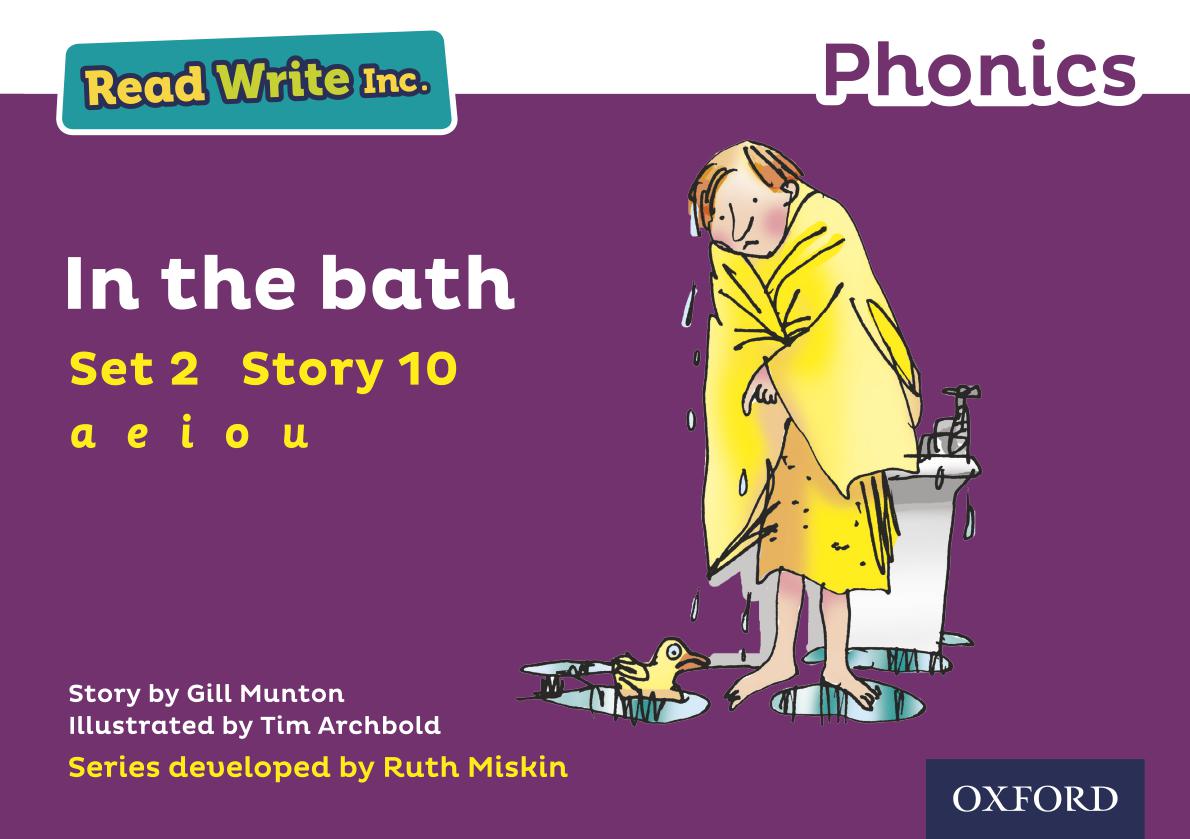 Read Write Inc.
Phonics
In the bath
Set 2 Story 10
a e i o u
Story by Gill Munton
Illustrated by Tim Archbold
Series developed by Ruth Miskin
OXFORD